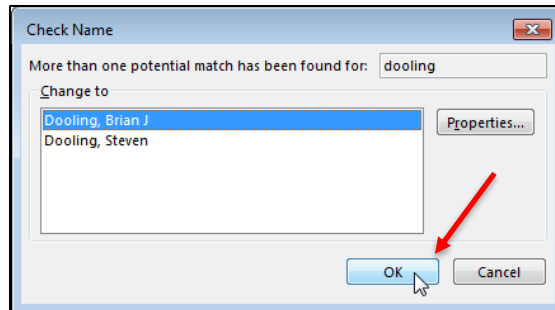 Check Name
More than one potential match has been found for: dooling
Change to
Dooling, Brian J
Dooling, Steven
Properties...
OK
Cancel